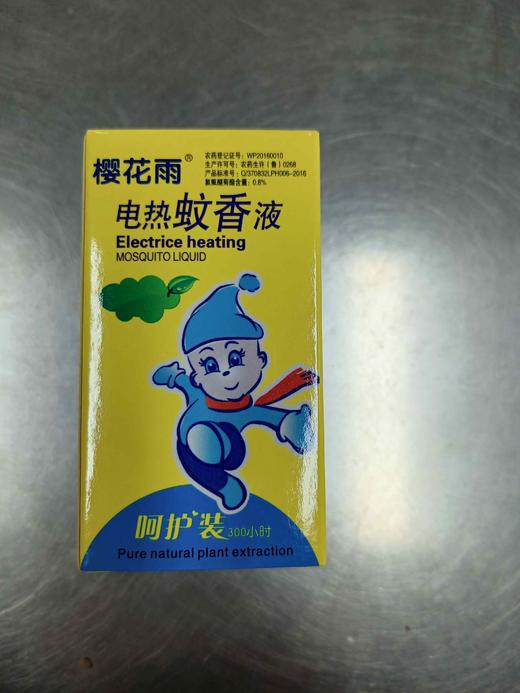 樱花雨®
农药登记证号：WP20160010
生产许可号：农药生许（鲁）0268
产品标准号：Q/370832LPH006-2016
氯氟醚菊酯含量：0.8%
电热蚊香液
Electrice heating
MOSQUITO LIQUID
呵护装300小时
Pure natural plant extraction